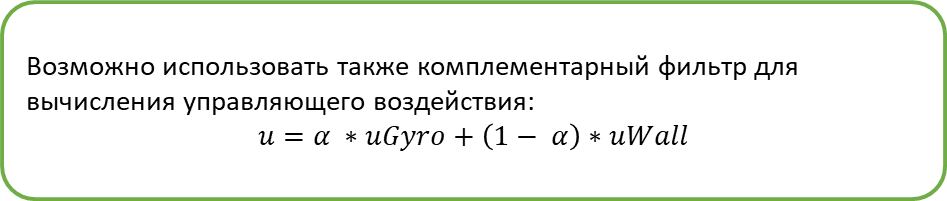 Возможно использовать также комплементарный фильтр для
вычисления управляющего воздействия:
u = α ∗ uGyro + (1 − α) ∗ uWall